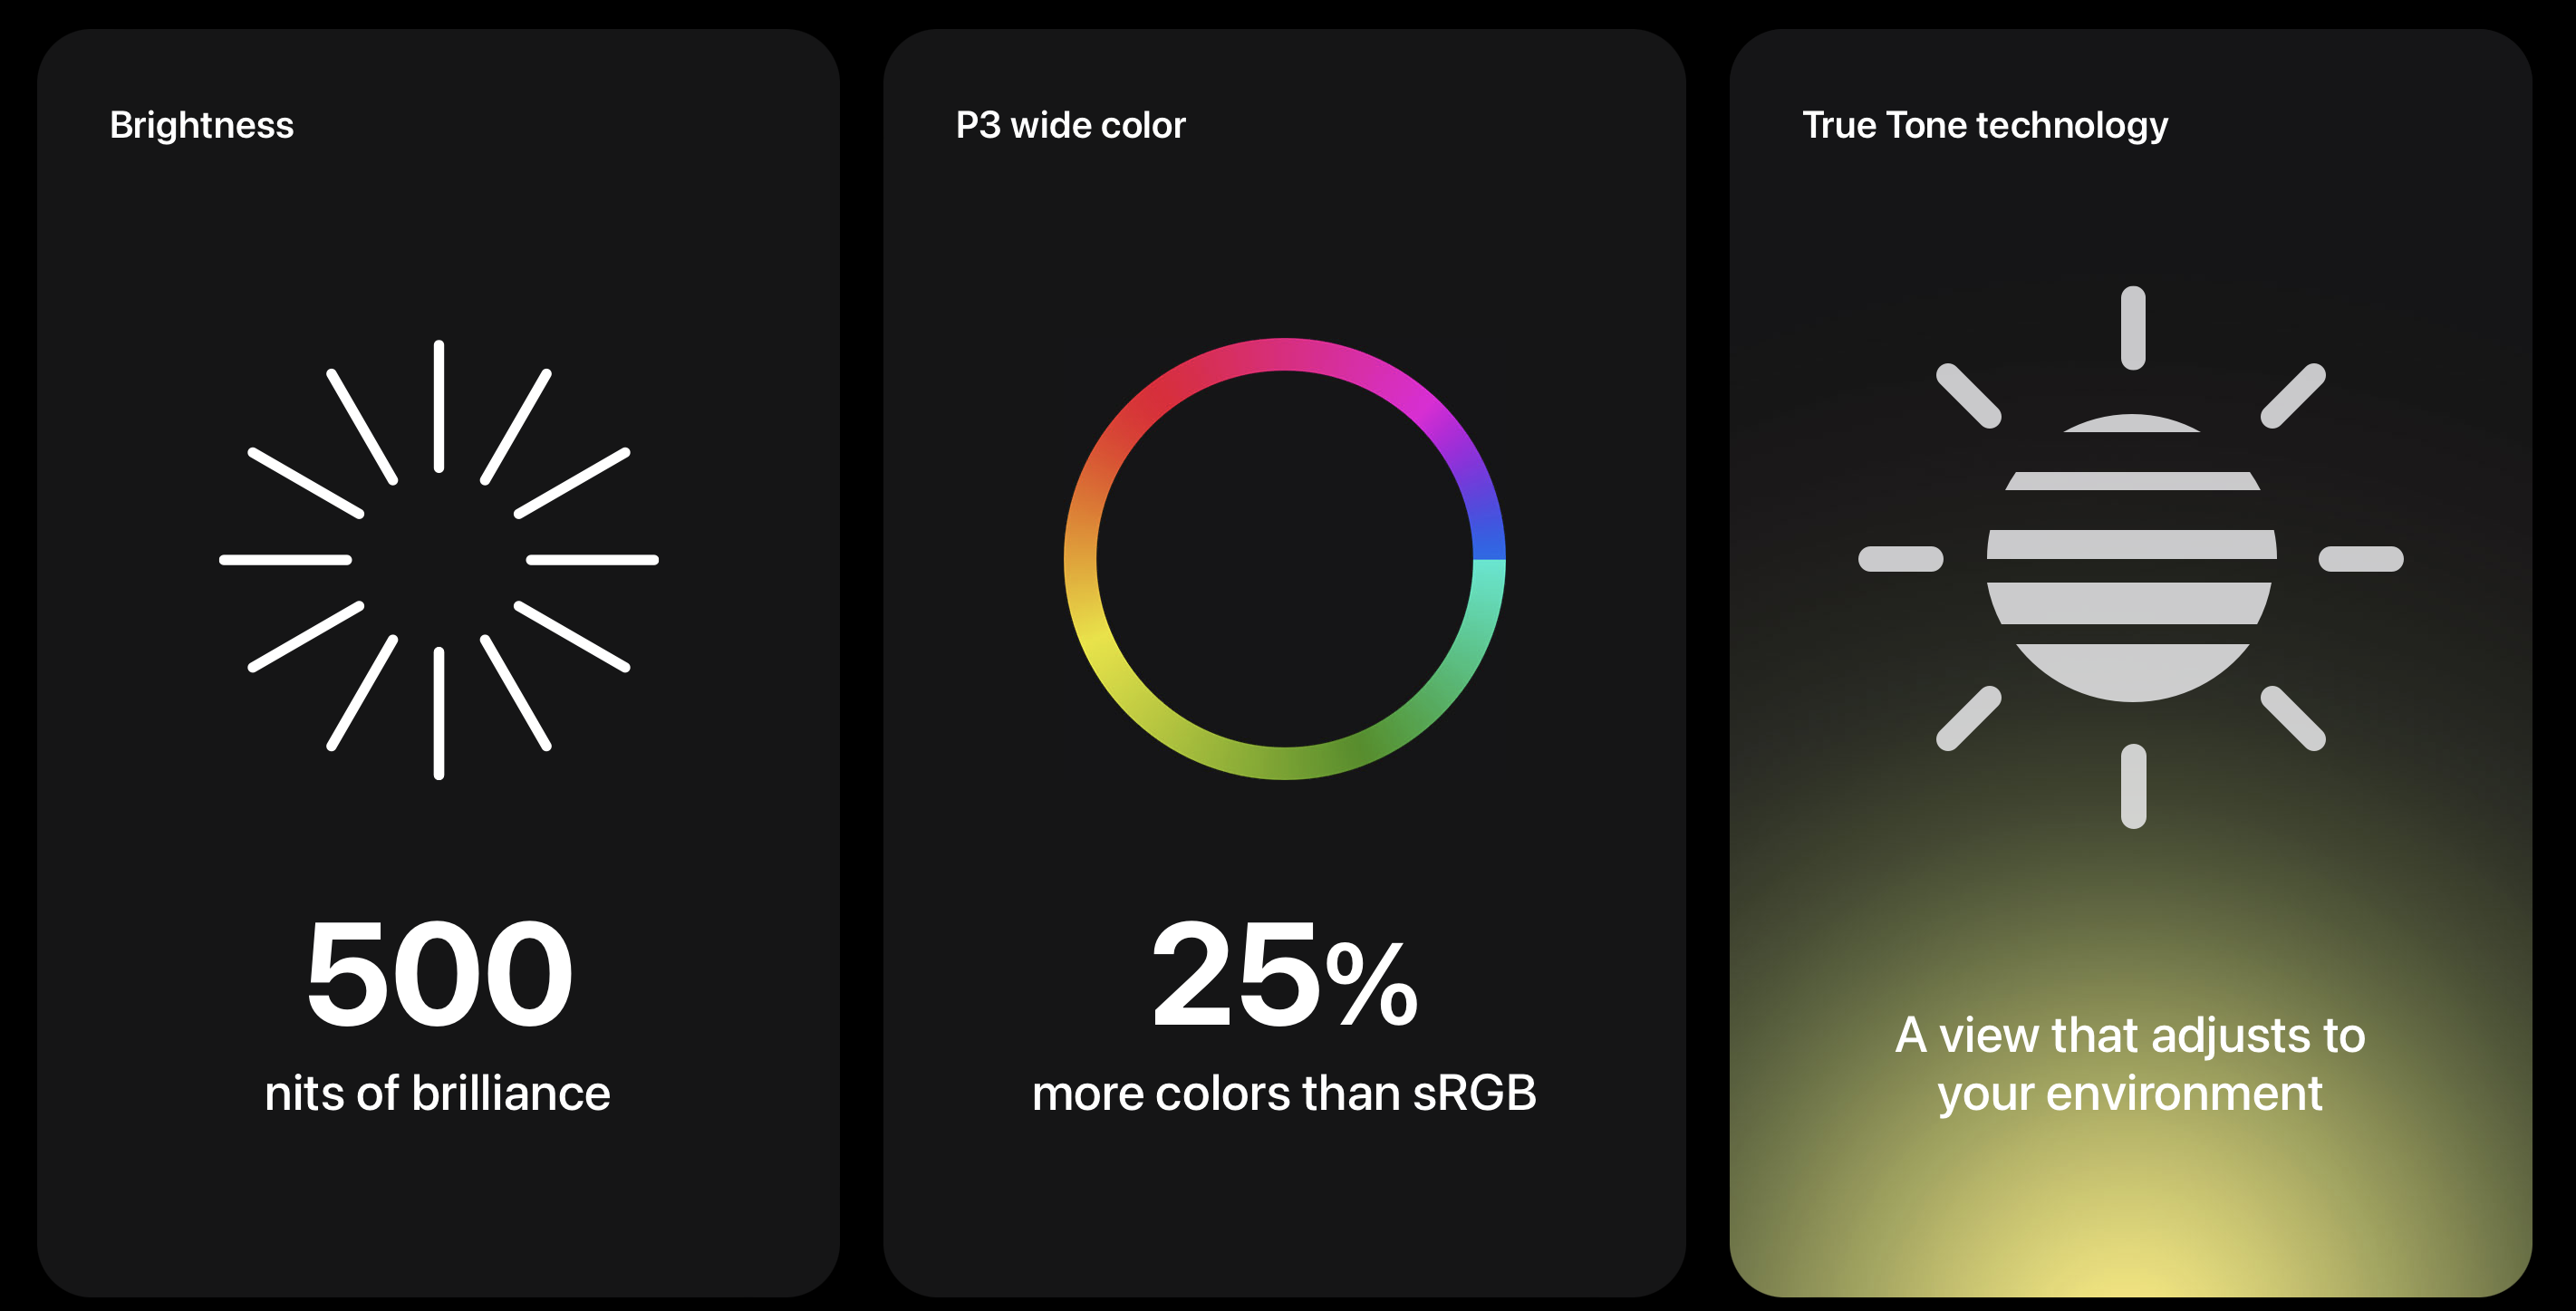 Brightness
500
nits of brilliance
P3 wide color
25%
more colors than sRGB
True Tone technology
A view that adjusts to
your environment